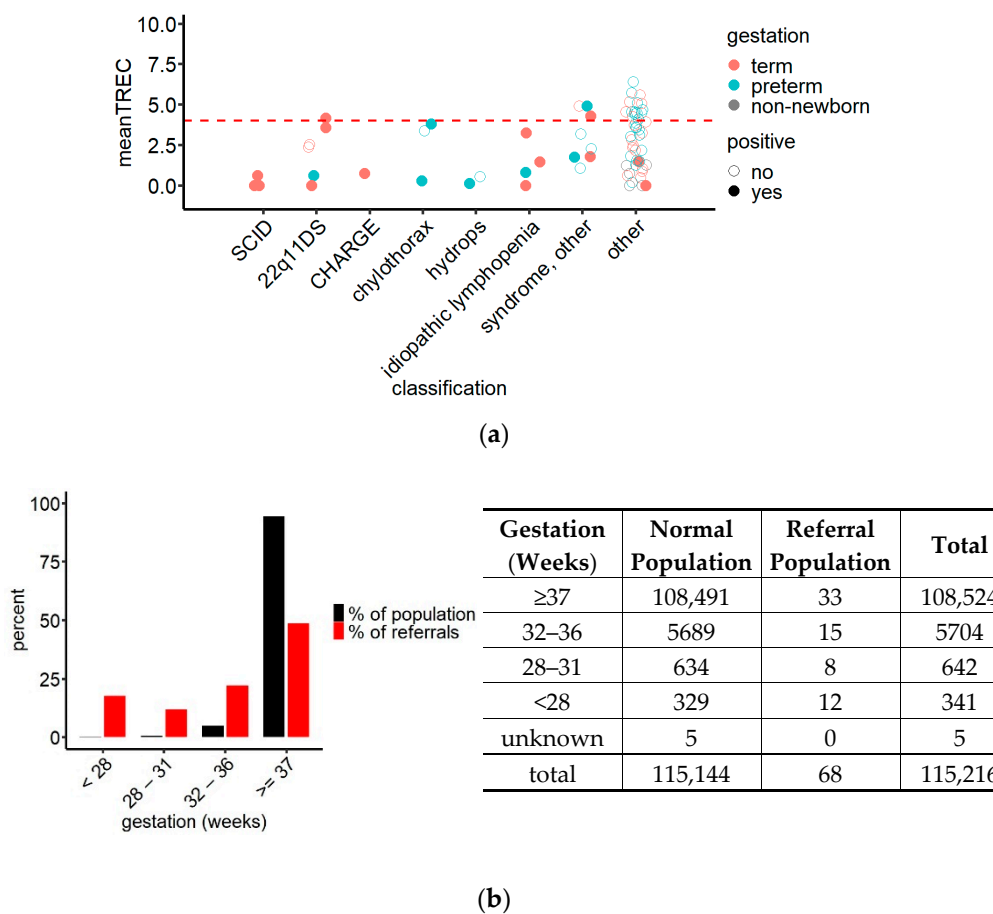 10.0
7.5
5.0
2.5
0.0
meanTREC
SCID
22q11DS
CHARGE
chylothorax
hydrops
idiopathic lymphopenia
syndrome, other
other
classification
gestation
term
preterm
non-newborn
positive
no
yes
(a)
100
75
50
25
0
percent
< 28
28 – 31
32 – 36
>= 37
gestation (weeks)
% of population
% of referrals
Gestation (Weeks) Normal Population Referral Population Total
≥37 108,491 33 108,524
32–36 5689 15 5704
28–31 634 8 642
<28 329 12 341
unknown 5 0 5
total 115,144 68 115,216
(b)